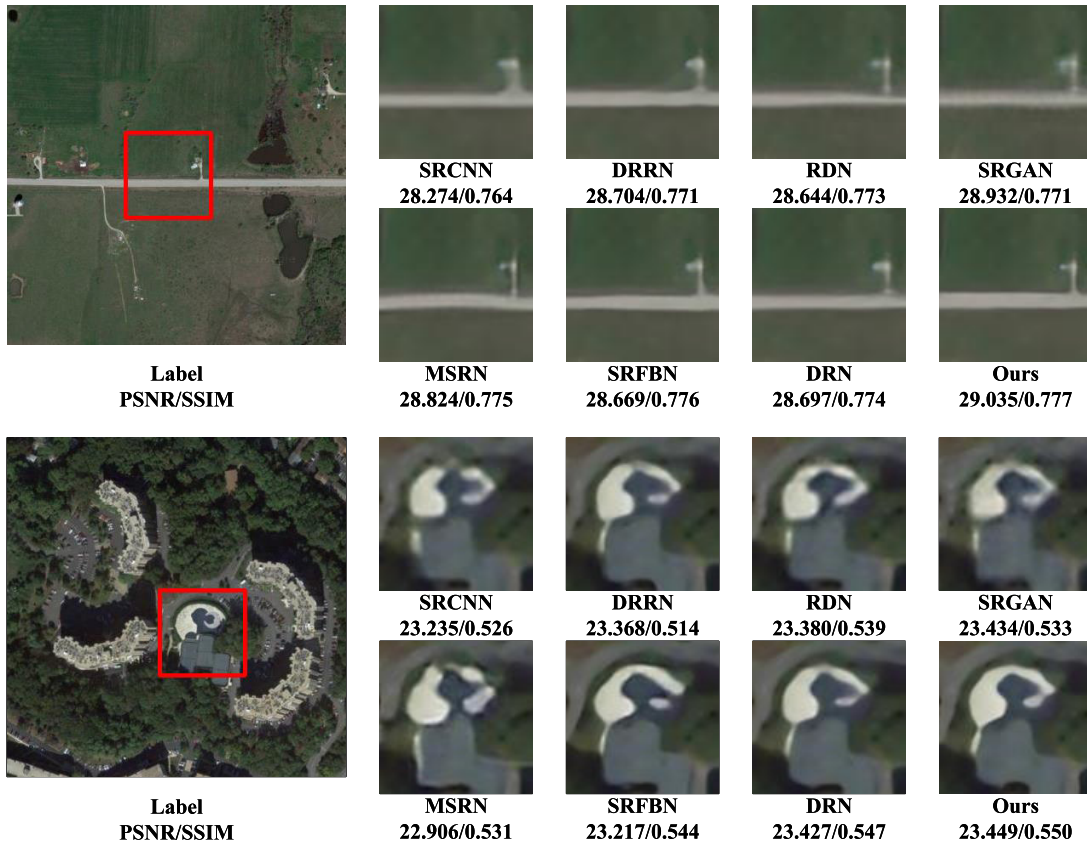 SRCNN
28.274/0.764
DRRN
28.704/0.771
RDN
28.644/0.773
SRGAN
28.932/0.771
Label
PSNR/SSIM
MSRN
28.824/0.775
SRFBN
28.669/0.776
DRN
28.697/0.774
Ours
29.035/0.777
SRCNN
23.235/0.526
DRRN
23.368/0.514
RDN
23.380/0.539
SRGAN
23.434/0.533
Label
PSNR/SSIM
MSRN
22.906/0.531
SRFBN
23.217/0.544
DRN
23.427/0.547
Ours
23.449/0.550